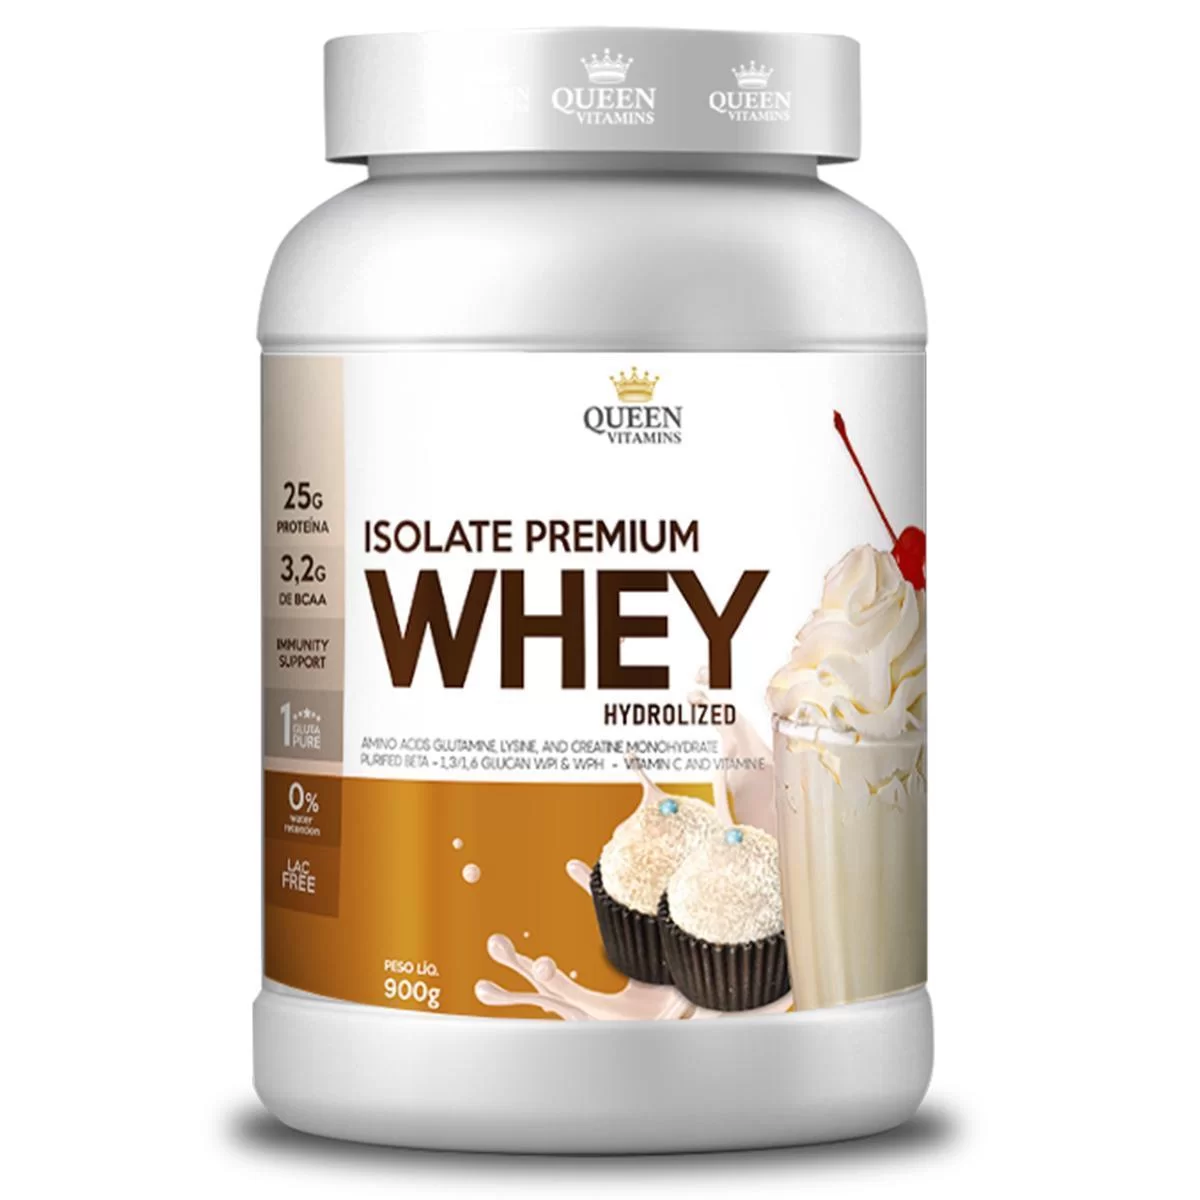 QUEEN
VITAMINS
QUEEN
VITAMINS
QUEEN
VITAMINS
25G
PROTEÍNA
3,2G
DE BCAA
IMMUNITY
SUPPORT
1 GLUTA
PURE
0%
water
retencion
LAC
FREE
ISOLATE PREMIUM
WHEY
HYDROLIZED
AMINO ACIDS GLUTAMINE, LYSINE, AND CREATINE MONOHYDRATE
PURIFIED BETA - 1,3/1,6 GLUCAN WPI & WPH - VITAMIN C AND VITAMIN E
PESO LÍQ.
900g